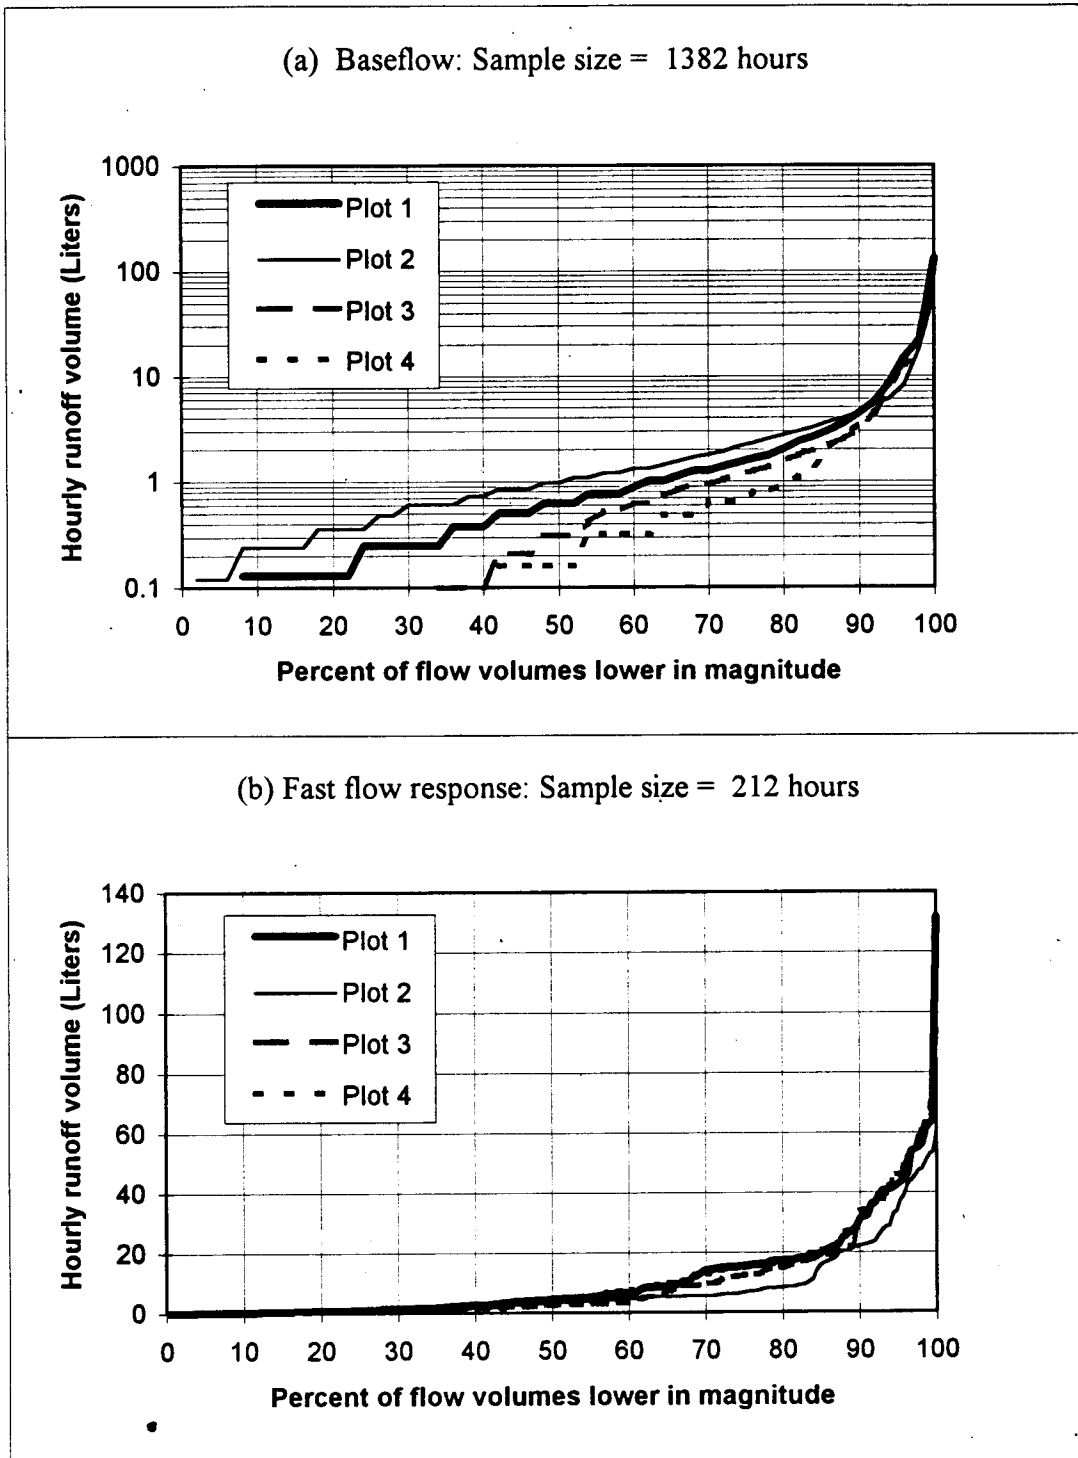 (a) Baseflow: Sample size = 1382 hours
1000
100
10
1
0.1
Hourly runoff volume (Liters)
Plot 1
Plot 2
Plot 3
Plot 4
0 10 20 30 40 50 60 70 80 90 100
Percent of flow volumes lower in magnitude
(b) Fast flow response: Sample size = 212 hours
140
120
100
80
60
40
20
0
Hourly runoff volume (Liters)
Plot 1
Plot 2
Plot 3
Plot 4
0 10 20 30 40 50 60 70 80 90 100
Percent of flow volumes lower in magnitude